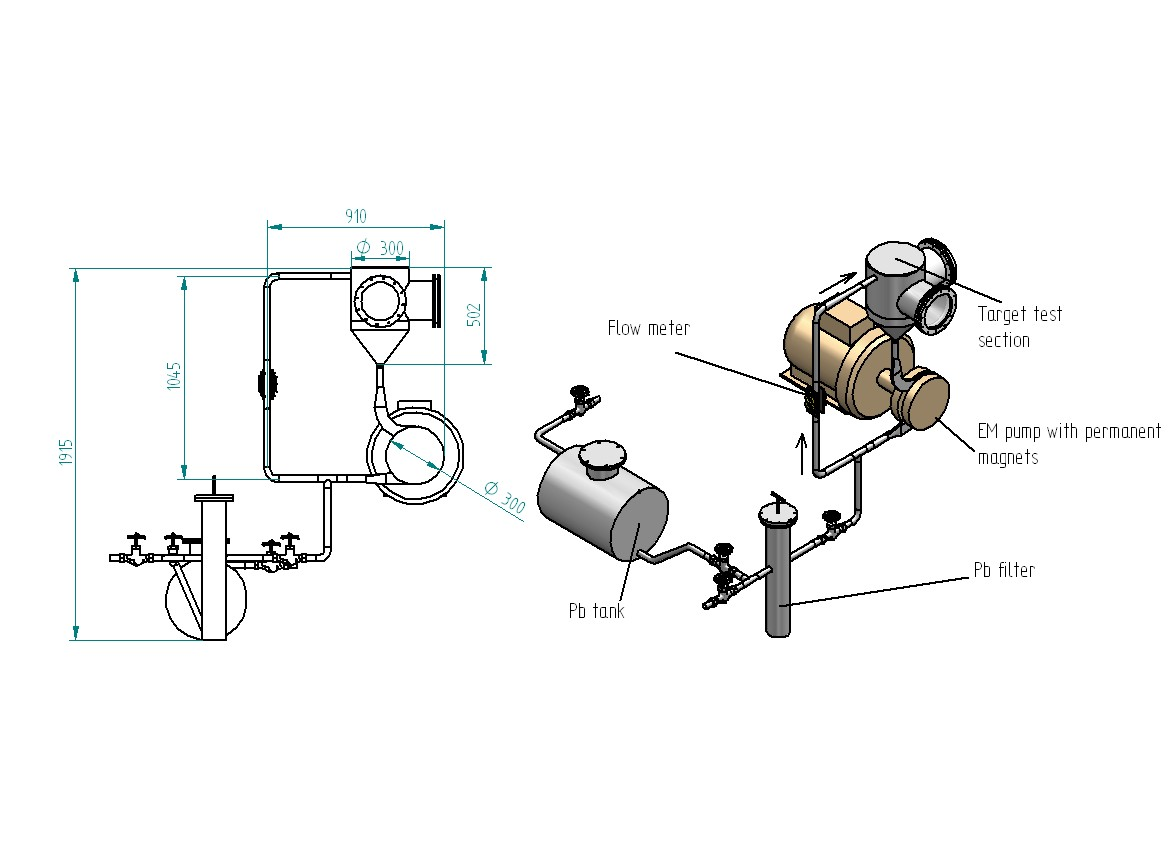 910
Ø 300
502
1045
1915
Ø 300
Target test
section
Flow meter
EM pump with permanent
magnets
Pb filter
Pb tank